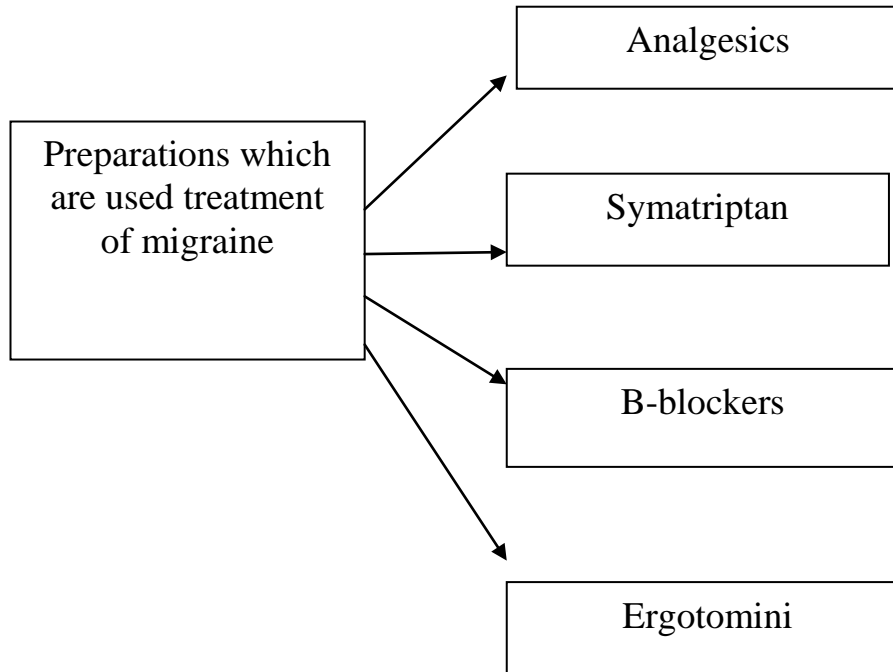 Analgesics
Preparations which
are used treatment
of migraine
Symatriptan
B-blockers
Ergotomini